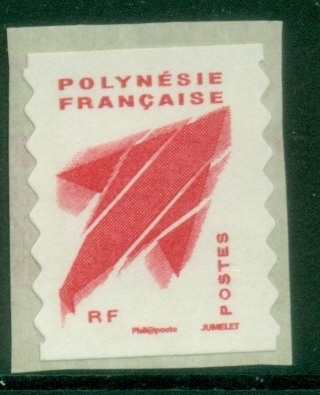 POLYNÉSIE
FRANÇAISE
POSTES
RF
Phil@poste JUMELET